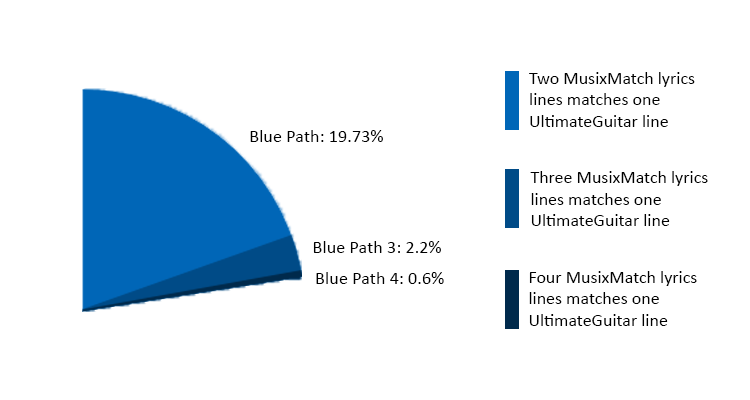 Blue Path: 19.73%
Blue Path 3: 2.2%
Blue Path 4: 0.6%
Two MusixMatch lyrics
lines matches one
UltimateGuitar line
Three MusixMatch lyrics
lines matches one
UltimateGuitar line
Four MusixMatch lyrics
lines matches one
UltimateGuitar line